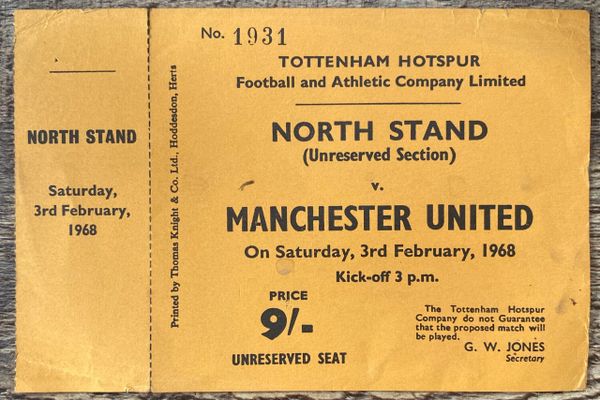 NORTH STAND
Saturday,
3rd February,
1968
Printed by Thomas Knight & Co. Ltd., Hoddesdon, Herts
No. 1931
TOTTENHAM HOTSPUR
Football and Athletic Company Limited
NORTH STAND
(Unreserved Section)
v.
MANCHESTER UNITED
On Saturday, 3rd February, 1968
Kick-off 3 p.m.
PRICE
9/-
UNRESERVED SEAT
The Tottenham Hotspur
Company do not Guarantee
that the proposed match will
be played.
G. W. JONES
Secretary